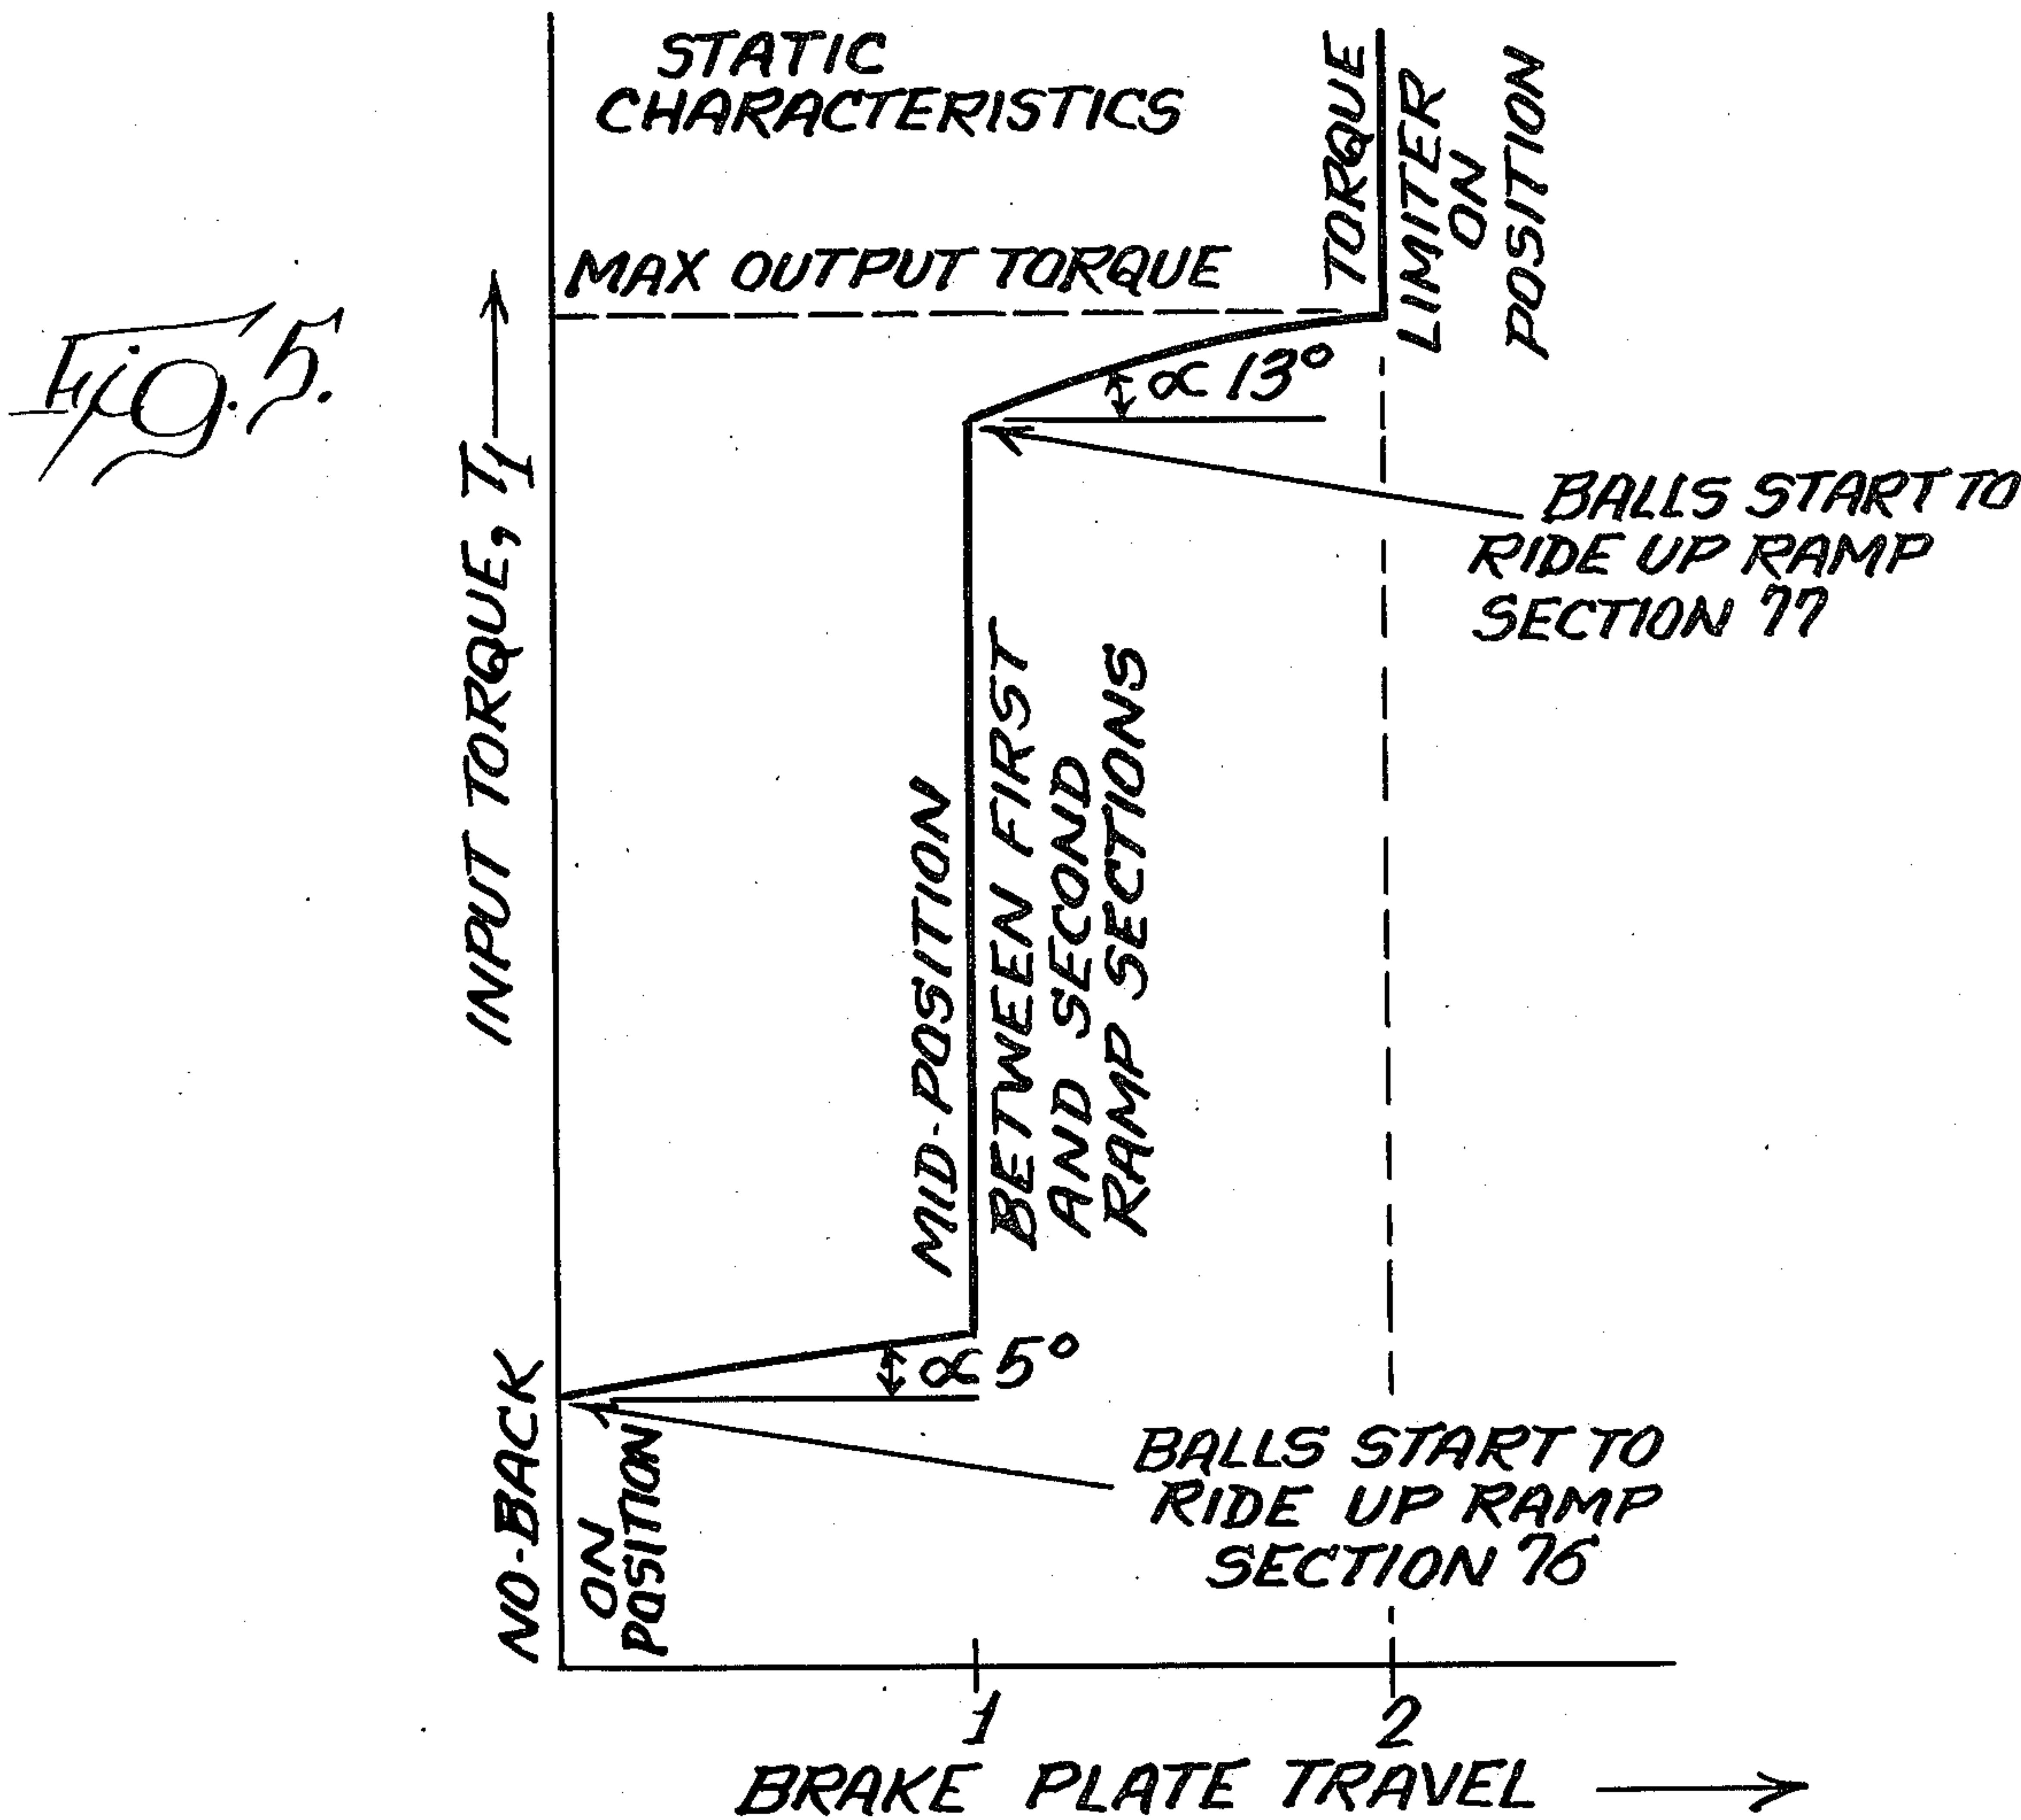 STATIC
CHARACTERISTICS
TORQUE
LIMITER
ON
POSITION
MAX OUTPUT TORQUE
Fig. 5.
∝ 13°
INPUT TORQUE, TI
BALLS START TO
RIDE UP RAMP
SECTION 77
MID-POSITION
BETWEEN FIRST
AND SECOND
RAMP SECTIONS
∝ 5°
NO-BACK
ON
POSITION
BALLS START TO
RIDE UP RAMP
SECTION 76
1
2
BRAKE PLATE TRAVEL